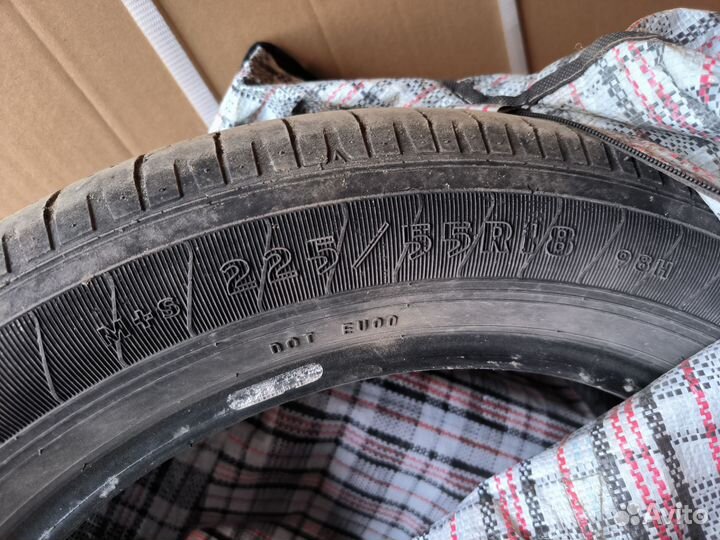 M+S 225/55R18 98H
DOT EU00
Avito